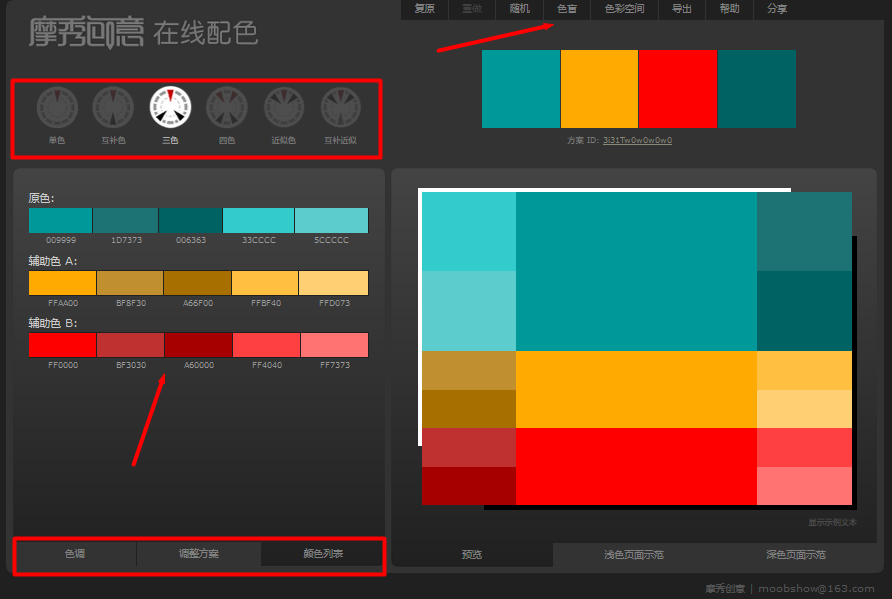 复原 重做 随机 色盲 色彩空间 导出 帮助 分享
摩秀创意 在线配色
单色 互补色 三色 四色 近似色 互补近似
方案 ID: 3i31Tw0w0w0w0
原色:
009999 1D7373 006363 33CCCC 5CCCCC
辅助色 A:
FFAA00 BF8F30 A66F00 FFBF40 FFD073
辅助色 B:
FF0000 BF3030 A60000 FF4040 FF7373
显示示例文本
色调 调整方案 颜色列表
预览 浅色页面示范 深色页面示范
摩秀创意 | moobshow@163.com